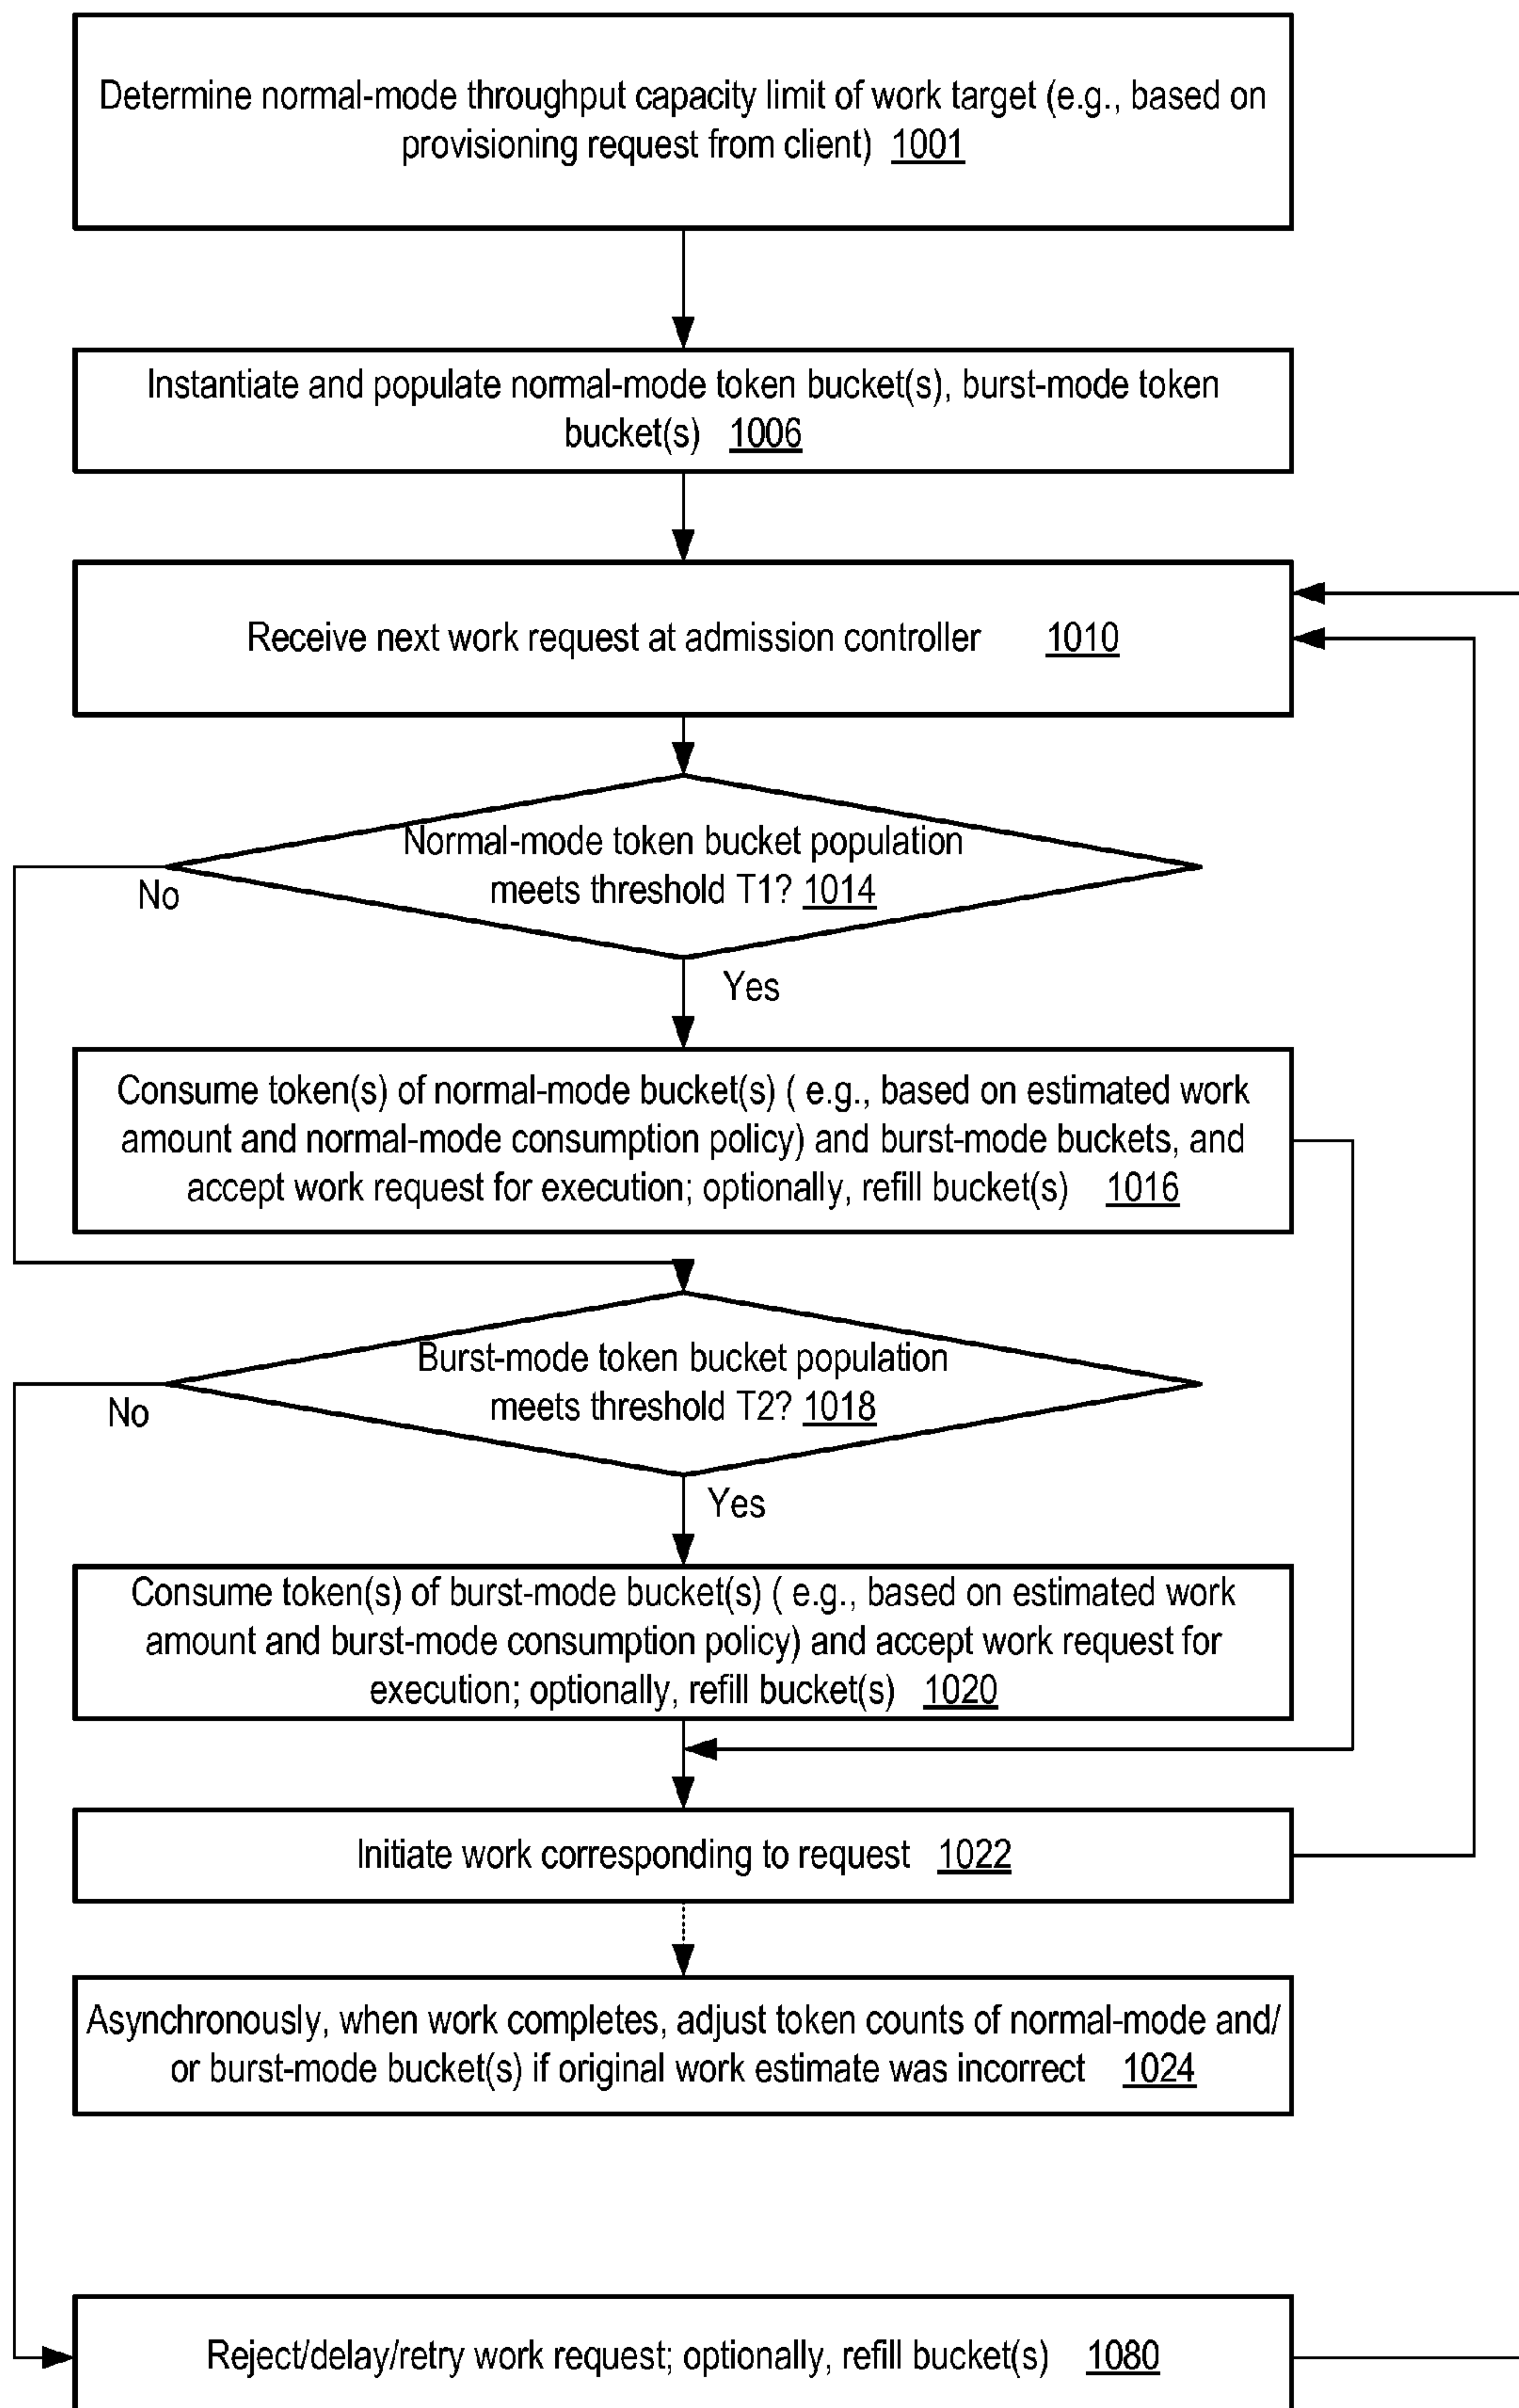 Determine normal-mode throughput capacity limit of work target (e.g., based on
provisioning request from client) 1001
Instantiate and populate normal-mode token bucket(s), burst-mode token
bucket(s) 1006
Receive next work request at admission controller 1010
Normal-mode token bucket population
meets threshold T1? 1014
No
Yes
Consume token(s) of normal-mode bucket(s) ( e.g., based on estimated work
amount and normal-mode consumption policy) and burst-mode buckets, and
accept work request for execution; optionally, refill bucket(s) 1016
Burst-mode token bucket population
meets threshold T2? 1018
No
Yes
Consume token(s) of burst-mode bucket(s) ( e.g., based on estimated work
amount and burst-mode consumption policy) and accept work request for
execution; optionally, refill bucket(s) 1020
Initiate work corresponding to request 1022
Asynchronously, when work completes, adjust token counts of normal-mode and/
or burst-mode bucket(s) if original work estimate was incorrect 1024
Reject/delay/retry work request; optionally, refill bucket(s) 1080